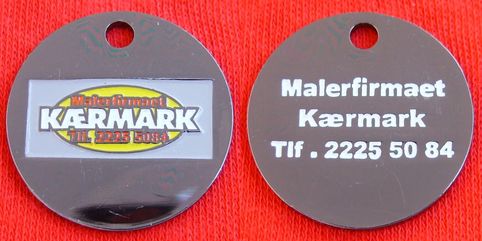 Malerfirmaet
KÆRMARK
Tlf. 2225 5084
Malerfirmaet
Kærmark
Tlf . 2225 50 84